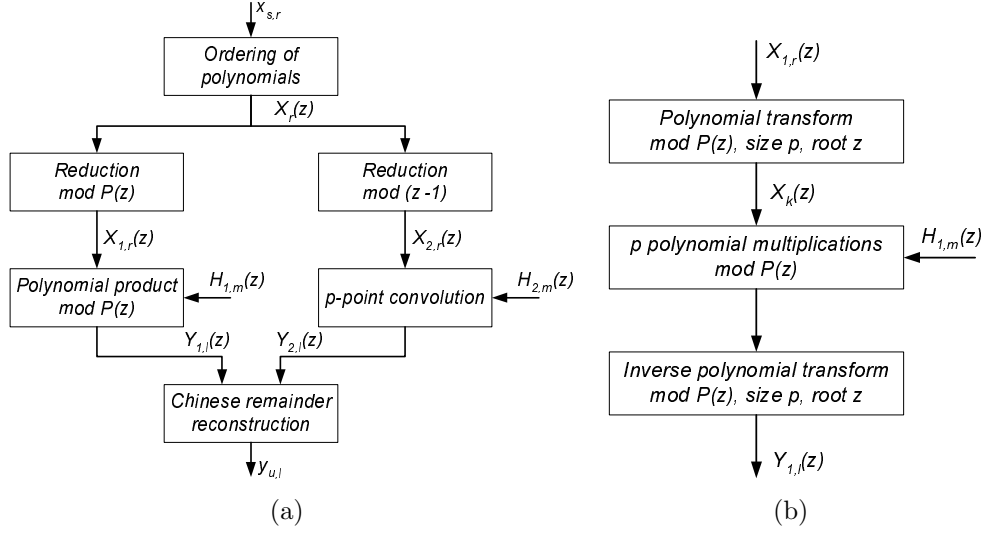 x_{s,r}
Ordering of
polynomials
X_r(z)
Reduction
mod P(z)
Reduction
mod (z -1)
X_{1,r}(z)
X_{2,r}(z)
Polynomial product
mod P(z)
H_{1,m}(z)
p-point convolution
H_{2,m}(z)
Y_{1,l}(z)
Y_{2,l}(z)
Chinese remainder
reconstruction
y_{u,l}
(a)
X_{1,r}(z)
Polynomial transform
mod P(z), size p, root z
X_k(z)
p polynomial multiplications
mod P(z)
H_{1,m}(z)
Inverse polynomial transform
mod P(z), size p, root z
Y_{1,l}(z)
(b)